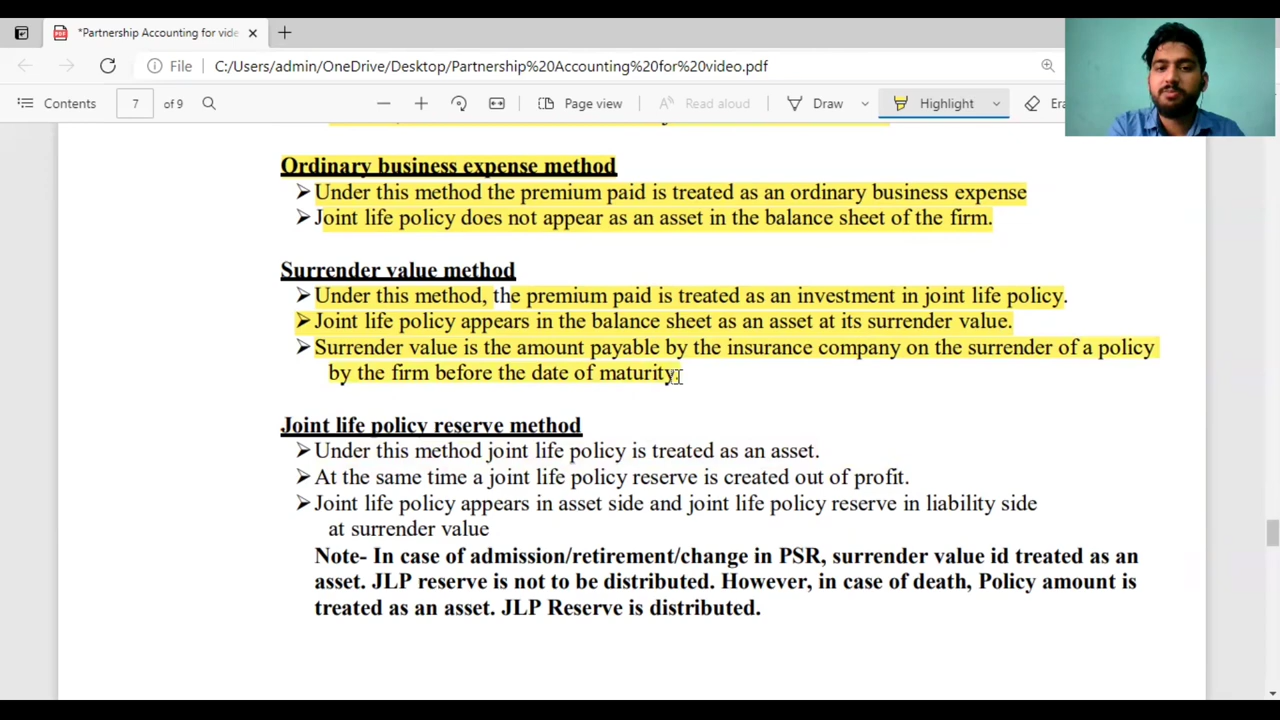 *Partnership Accounting for vide
File
C:/Users/admin/OneDrive/Desktop/Partnership%20Accounting%20for%20video.pdf
Contents
7
of 9
Page view
Read aloud
Draw
Highlight
Era
Ordinary business expense method
➢Under this method the premium paid is treated as an ordinary business expense
➢Joint life policy does not appear as an asset in the balance sheet of the firm.
Surrender value method
➢Under this method, the premium paid is treated as an investment in joint life policy.
➢Joint life policy appears in the balance sheet as an asset at its surrender value.
➢Surrender value is the amount payable by the insurance company on the surrender of a policy
by the firm before the date of maturity.
Joint life policy reserve method
➢Under this method joint life policy is treated as an asset.
➢At the same time a joint life policy reserve is created out of profit.
➢Joint life policy appears in asset side and joint life policy reserve in liability side
at surrender value
Note- In case of admission/retirement/change in PSR, surrender value id treated as an
asset. JLP reserve is not to be distributed. However, in case of death, Policy amount is
treated as an asset. JLP Reserve is distributed.